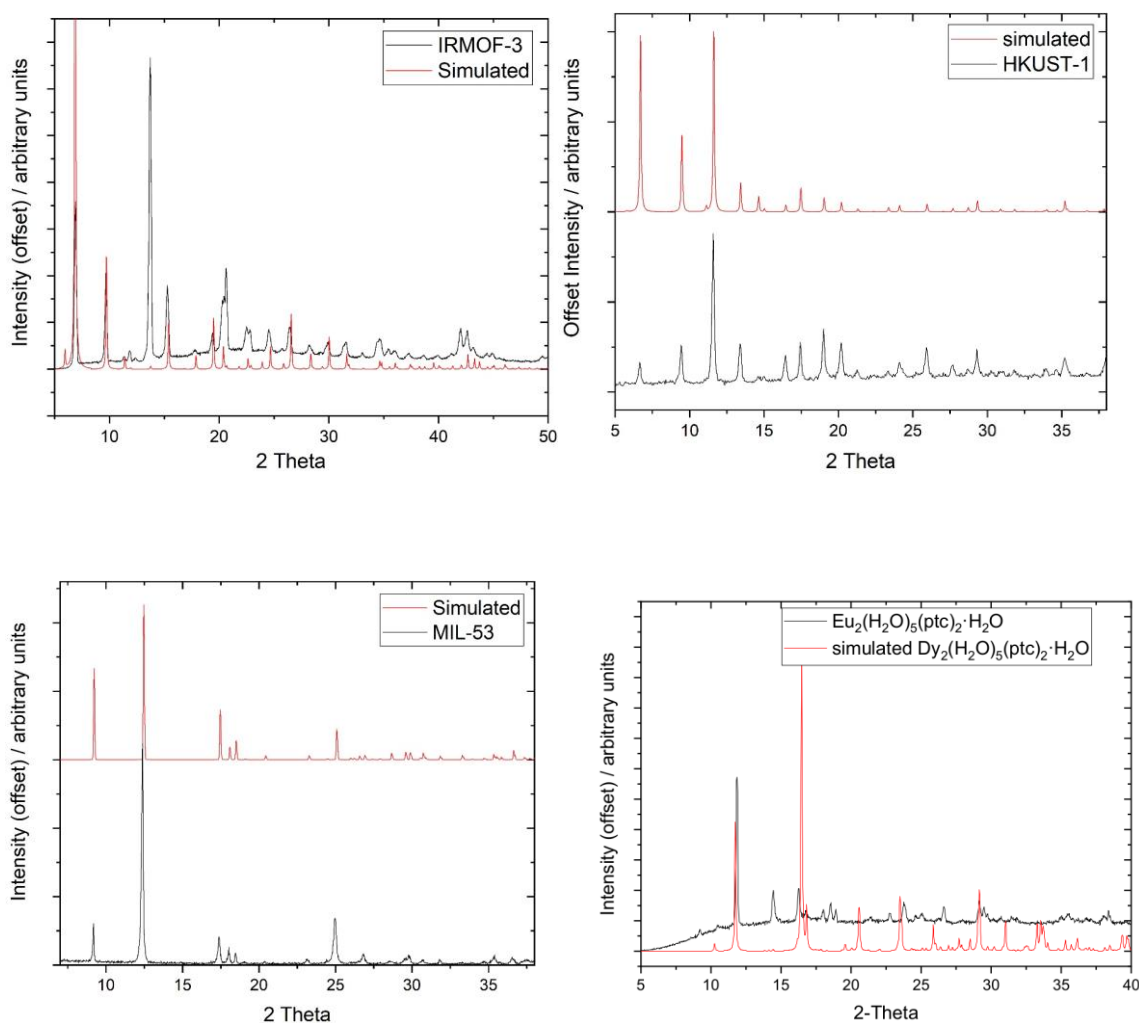 IRMOF-3
Simulated
Intensity (offset) / arbitrary units
10
20
30
40
50
2 Theta
simulated
HKUST-1
Offset Intensity / arbitrary units
5
10
15
20
25
30
35
2 Theta
Simulated
MIL-53
Intensity (offset) / arbitrary units
10
15
20
25
30
35
2 Theta
Eu₂(H₂O)₅(ptc)₂·H₂O
simulated Dy₂(H₂O)₅(ptc)₂·H₂O
Intensity (offset) / arbitrary units
5
10
15
20
25
30
35
40
2-Theta